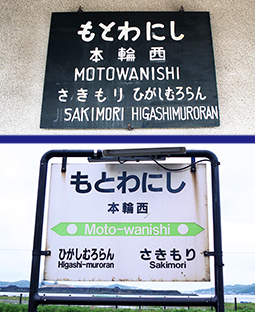 もとわにし
本輪西
MOTOWANISHI
さきもり ひがしむろらん
SAKIMORI HIGASHIMURORAN
もとわにし
本輪西
Moto-wanishi
ひがしむろらん さきもり
Higashi-muroran Sakimori